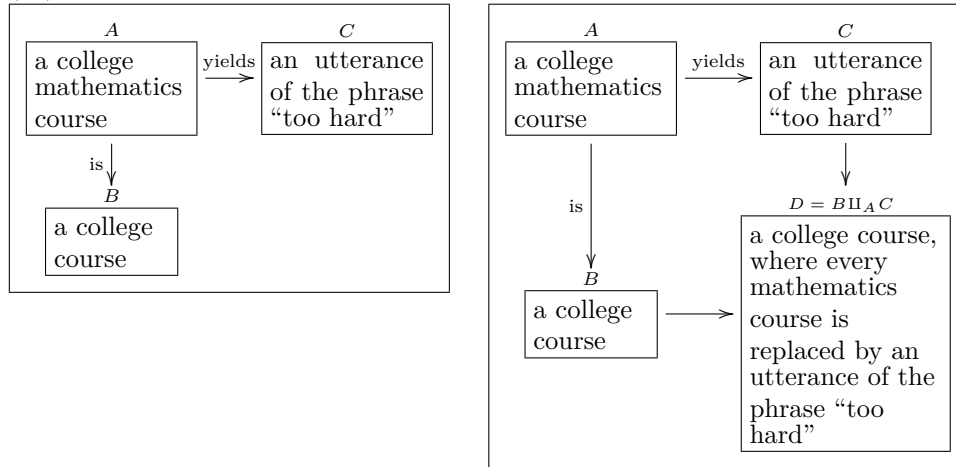 A
a college
mathematics
course
yields
C
an utterance
of the phrase
“too hard”
is
B
a college
course
A
a college
mathematics
course
yields
C
an utterance
of the phrase
“too hard”
is
B
a college
course
D = B ⨿_A C
a college course,
where every
mathematics
course is
replaced by an
utterance of the
phrase “too
hard”